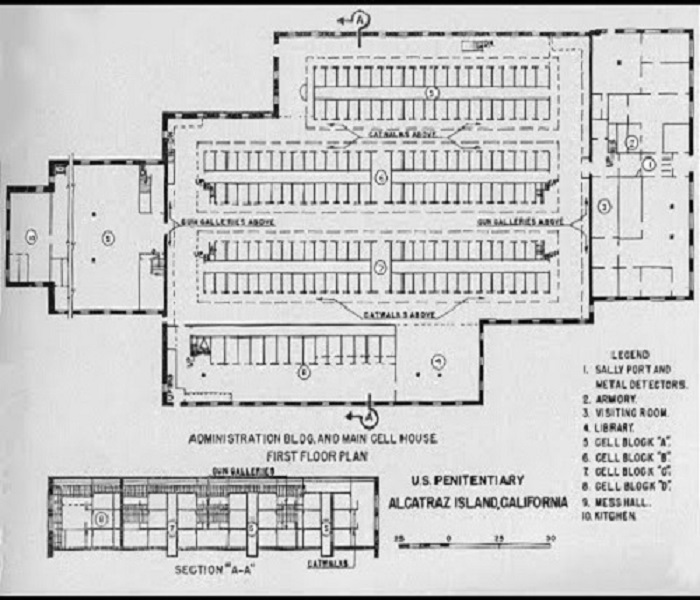 A
5
CATWALKS ABOVE
2
1
6
UP
3
GUN GALLERIES ABOVE
GUN GALLERIES ABOVE
10
9
7
CATWALKS ABOVE
UP
8
4
A
ADMINISTRATION BLDG. AND MAIN CELL HOUSE
FIRST FLOOR PLAN
LEGEND
1. SALLY PORT AND
METAL DETECTORS.
2. ARMORY.
3. VISITING ROOM.
4. LIBRARY.
5 CELL BLOCK "A".
6. CELL BLOCK "B".
7. CELL BLOCK "C".
8. CELL BLOCK "D".
9. MESS HALL.
10. KITCHEN.
GUN GALLERIES
8
7
6
5
CATWALKS
SECTION "A-A"
U.S. PENITENTIARY
ALCATRAZ ISLAND, CALIFORNIA
25 0 25 50